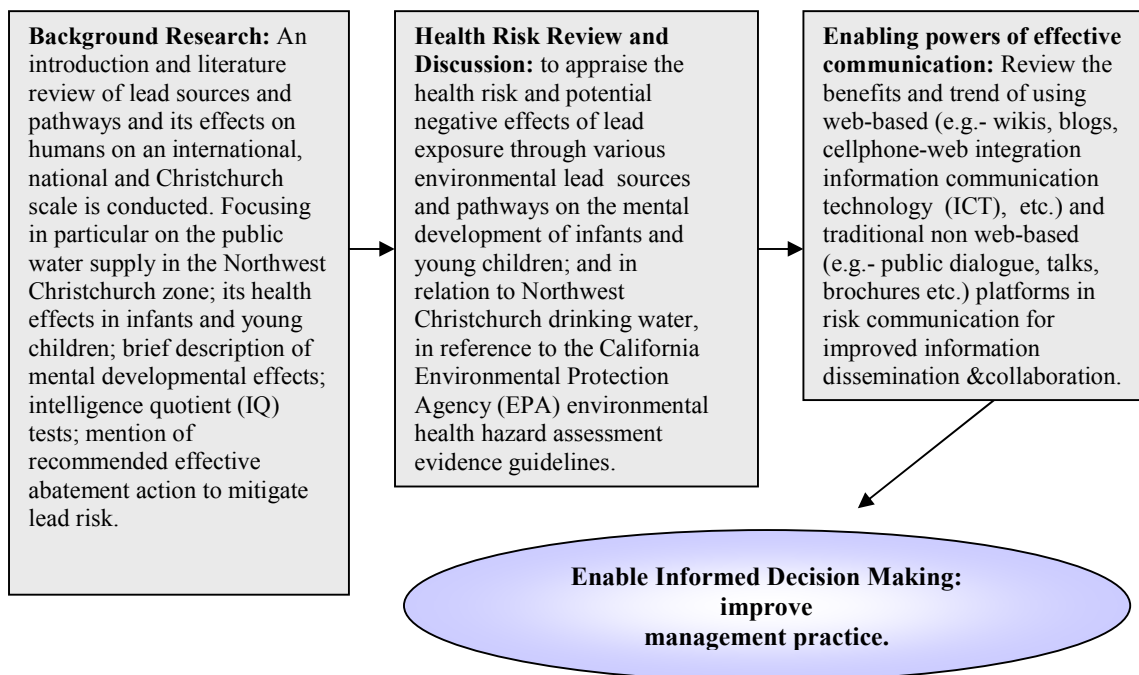 Background Research: An
introduction and literature
review of lead sources and
pathways and its effects on
humans on an international,
national and Christchurch
scale is conducted. Focusing
in particular on the public
water supply in the Northwest
Christchurch zone; its health
effects in infants and young
children; brief description of
mental developmental effects;
intelligence quotient (IQ)
tests; mention of
recommended effective
abatement action to mitigate
lead risk.
Health Risk Review and
Discussion: to appraise the
health risk and potential
negative effects of lead
exposure through various
environmental lead sources
and pathways on the mental
development of infants and
young children; and in
relation to Northwest
Christchurch drinking water,
in reference to the California
Environmental Protection
Agency (EPA) environmental
health hazard assessment
evidence guidelines.
Enabling powers of effective
communication: Review the
benefits and trend of using
web-based (e.g.- wikis, blogs,
cellphone-web integration
information communication
technology (ICT), etc.) and
traditional non web-based
(e.g.- public dialogue, talks,
brochures etc.) platforms in
risk communication for
improved information
dissemination &collaboration.
Enable Informed Decision Making:
improve
management practice.